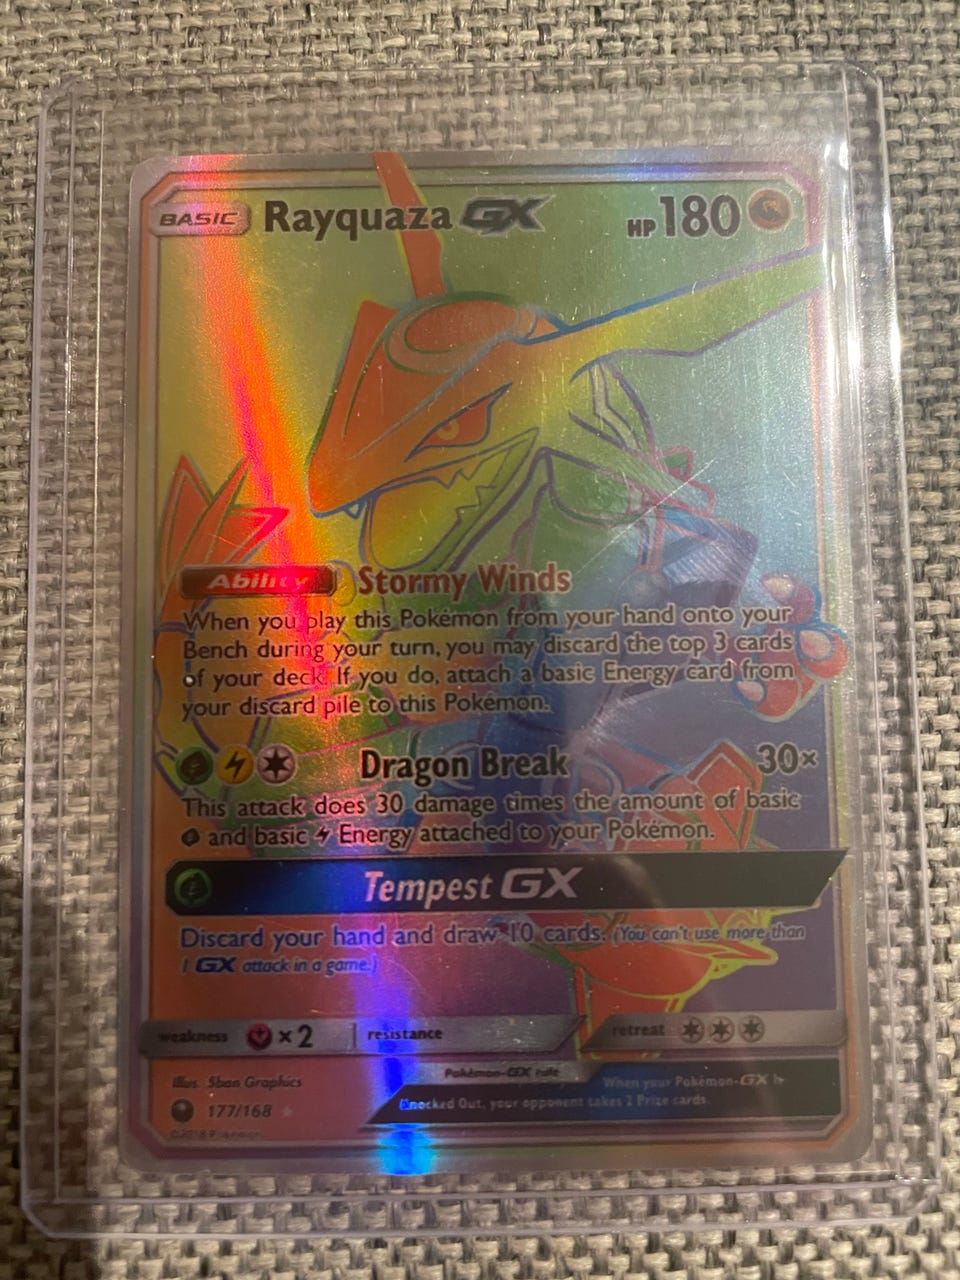 BASIC Rayquaza GX HP 180
Ability Stormy Winds
When you play this Pokémon from your hand onto your
Bench during your turn, you may discard the top 3 cards
of your deck. If you do, attach a basic Energy card from
your discard pile to this Pokémon.
Dragon Break 30×
This attack does 30 damage times the amount of basic
and basic Energy attached to your Pokémon.
Tempest GX
Discard your hand and draw 10 cards. (You can't use more than
1 GX attack in a game.)
weakness ×2 resistance retreat
Pokémon-GX rule
When your Pokémon-GX is
Knocked Out, your opponent takes 2 Prize cards.
Illus. 5ban Graphics
177/168